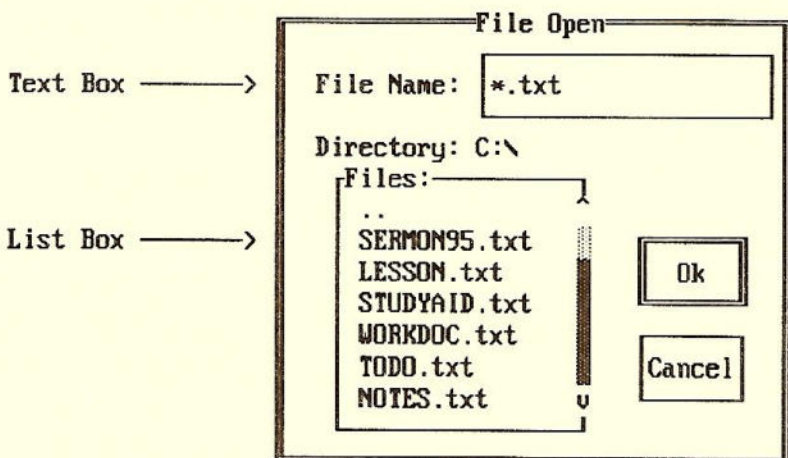 File Open
Text Box
File Name: *.txt
Directory: C:\
Files:
..
List Box
SERMON95.txt
LESSON.txt
Ok
STUDYAID.txt
WORKDOC.txt
TODO.txt
Cancel
NOTES.txt